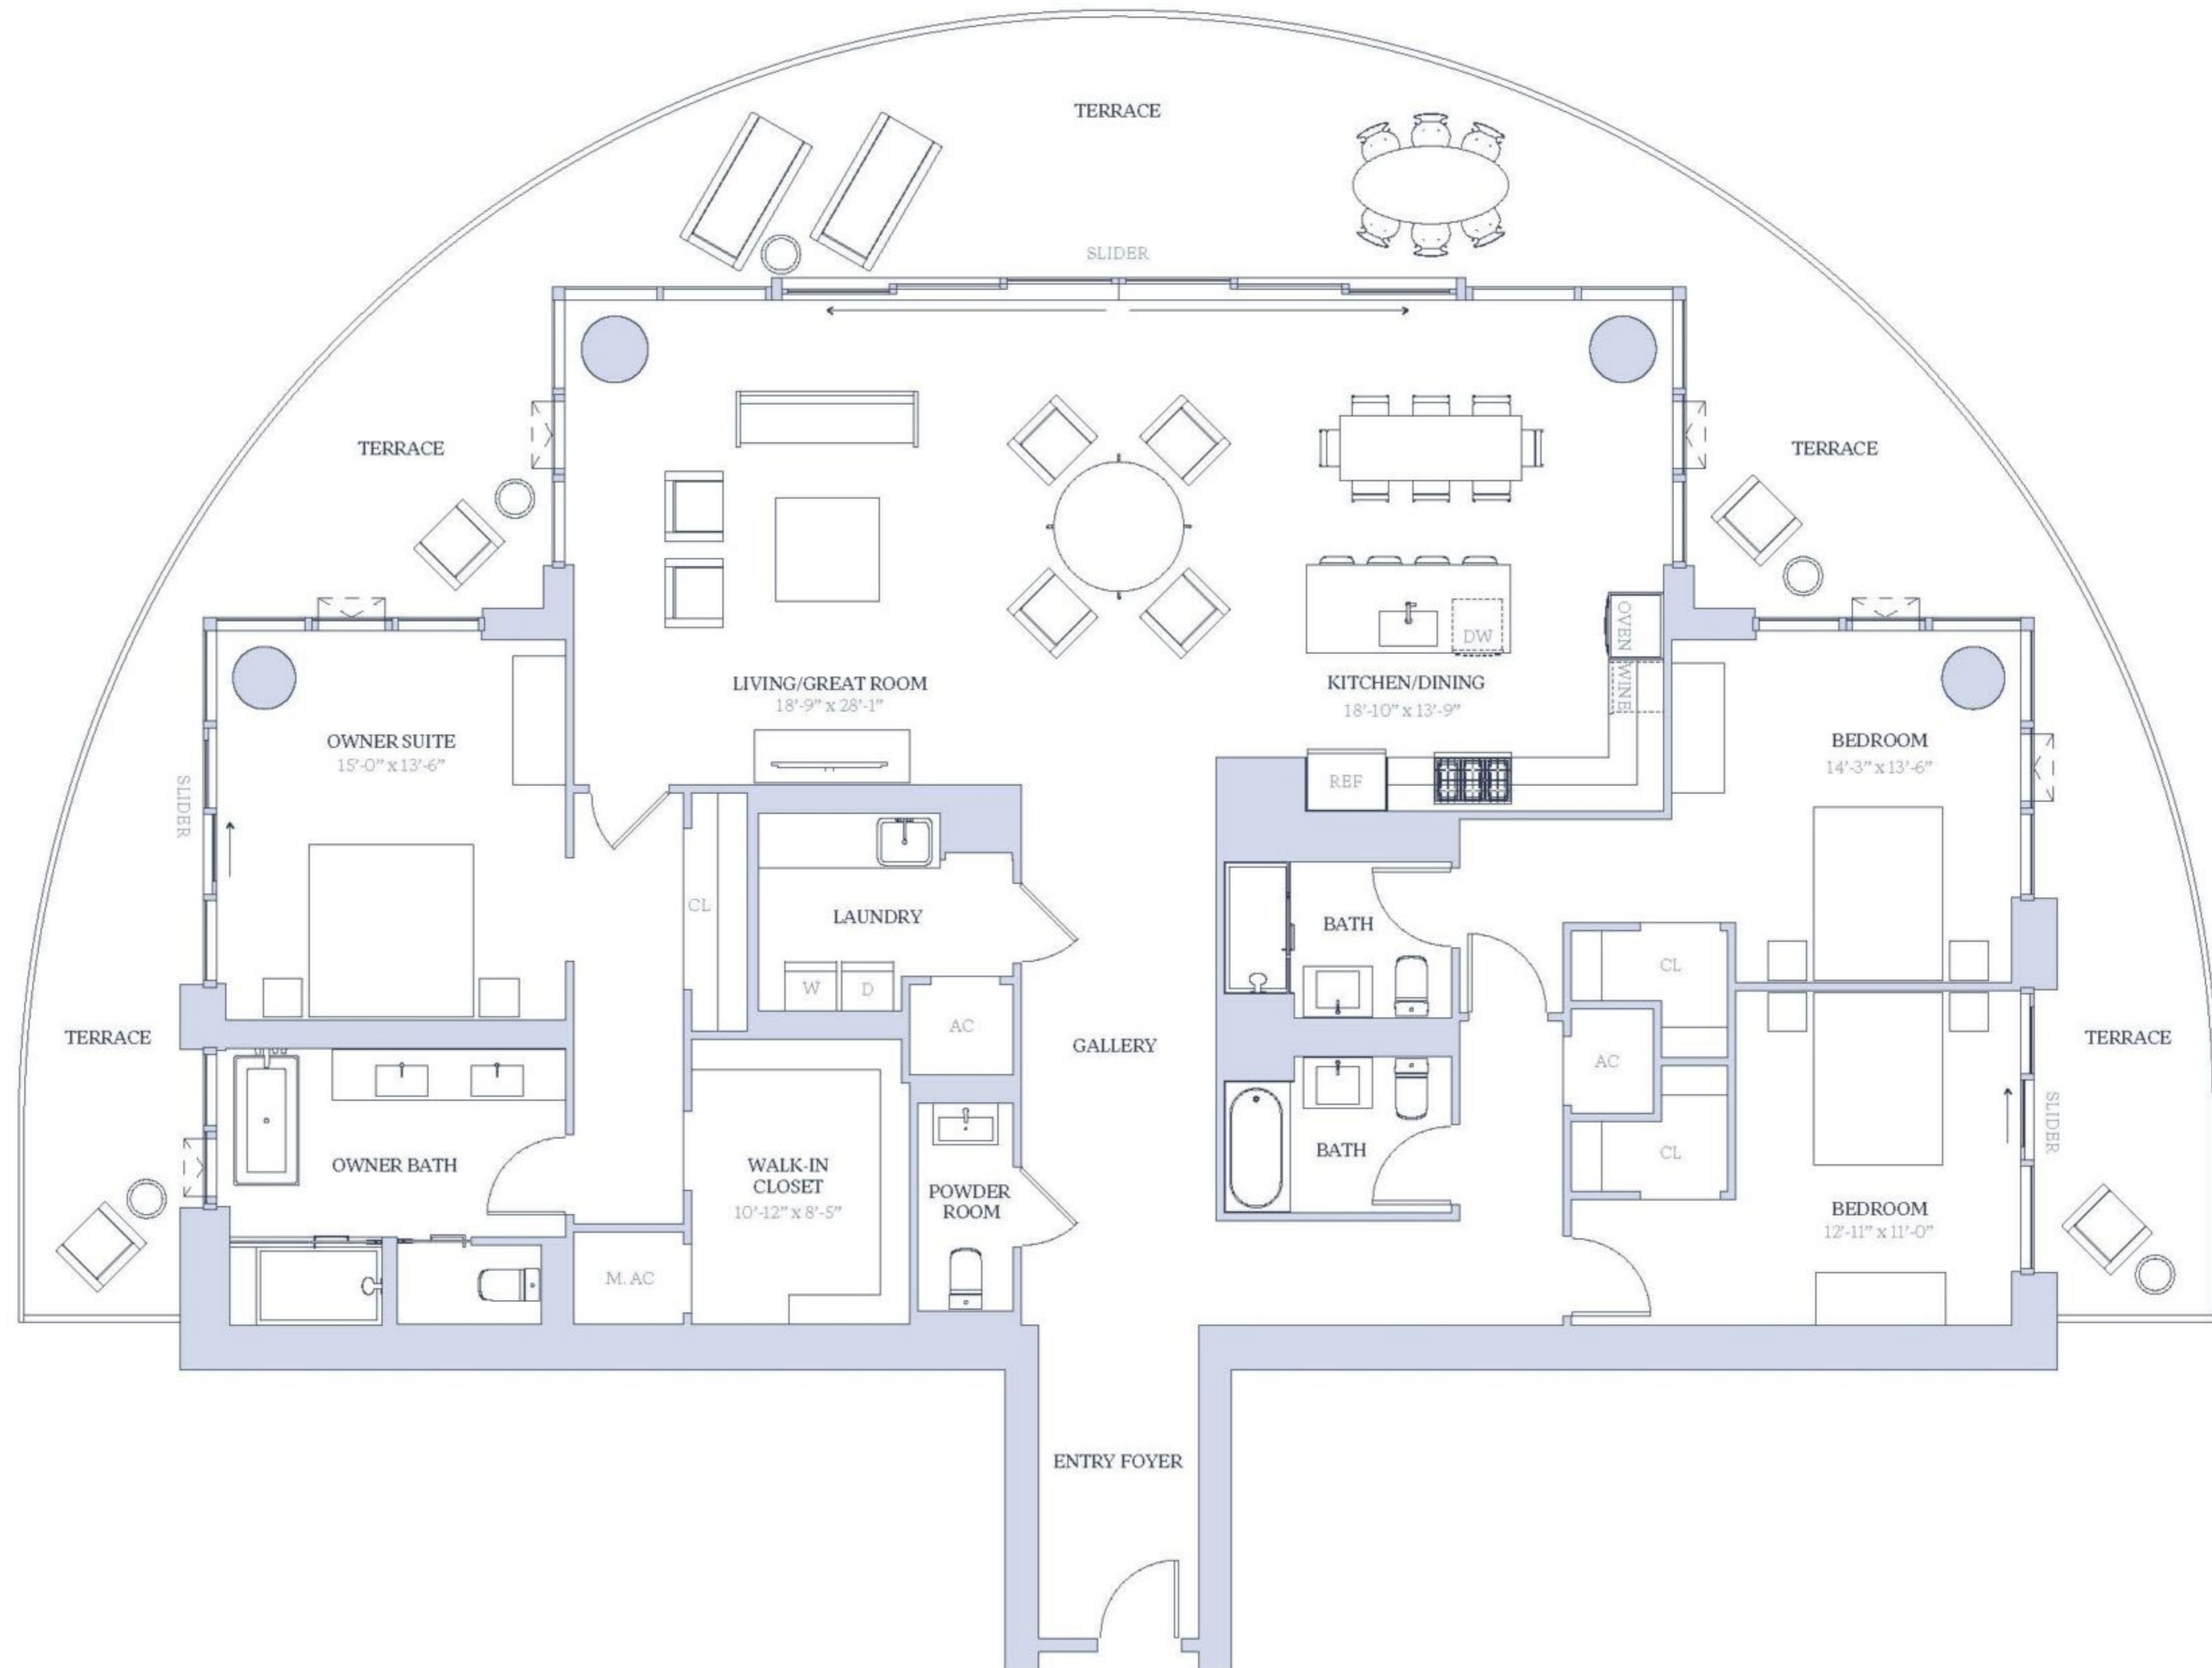 TERRACE
SLIDER
TERRACE
TERRACE
OVEN
DW
WINE
LIVING/GREAT ROOM
18'-9" x 28'-1"
KITCHEN/DINING
18'-10" x 13'-9"
OWNER SUITE
15'-0" x 13'-6"
BEDROOM
14'-3" x 13'-6"
REF
SLIDER
CL
LAUNDRY
BATH
CL
W
D
AC
TERRACE
GALLERY
AC
TERRACE
SLIDER
OWNER BATH
WALK-IN
CLOSET
10'-12" x 8'-5"
POWDER
ROOM
BATH
CL
BEDROOM
12'-11" x 11'-0"
M. AC
ENTRY FOYER